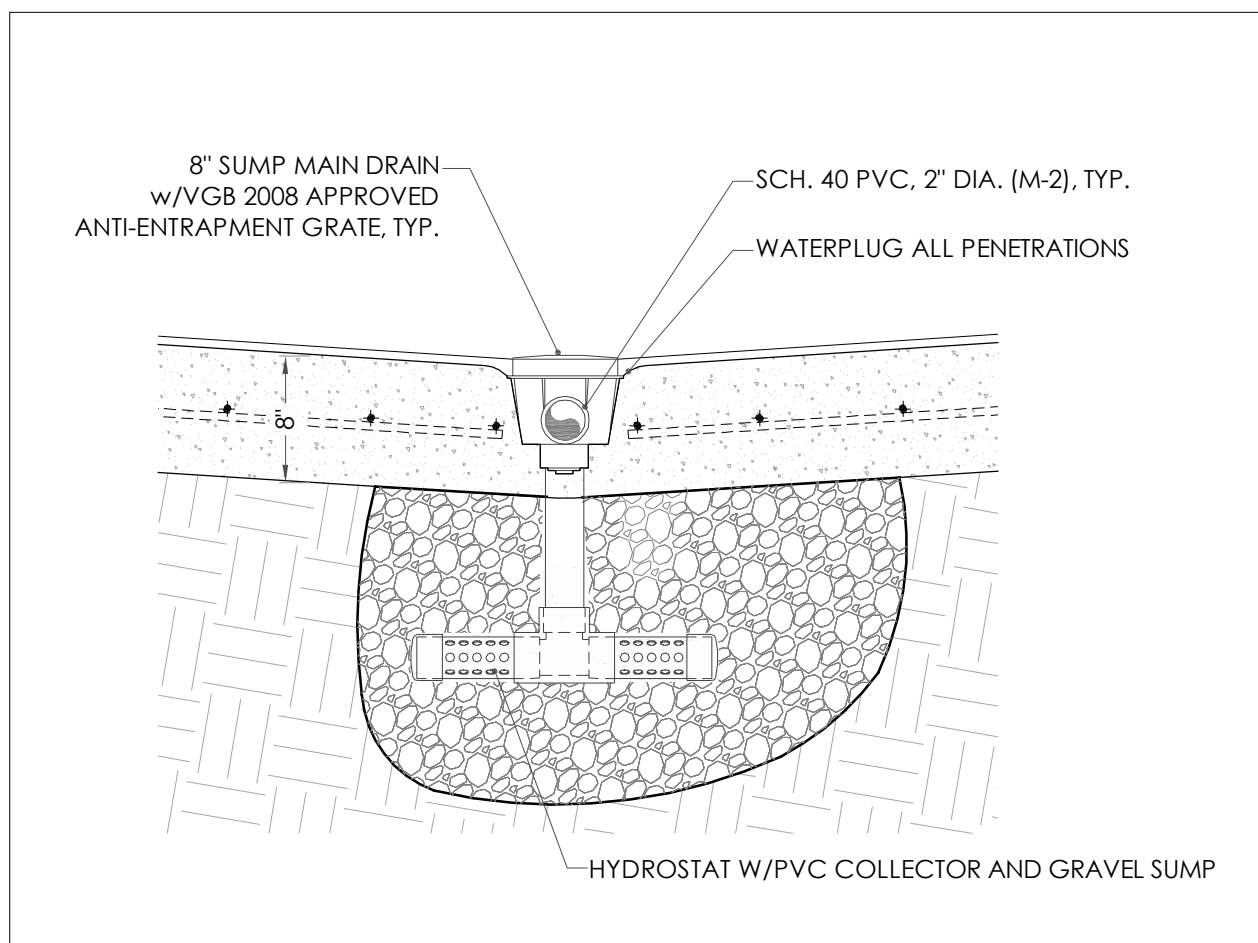 8" SUMP MAIN DRAIN
w/VGB 2008 APPROVED
ANTI-ENTRAPMENT GRATE, TYP.
SCH. 40 PVC, 2" DIA. (M-2), TYP.
WATERPLUG ALL PENETRATIONS
8"
HYDROSTAT W/PVC COLLECTOR AND GRAVEL SUMP